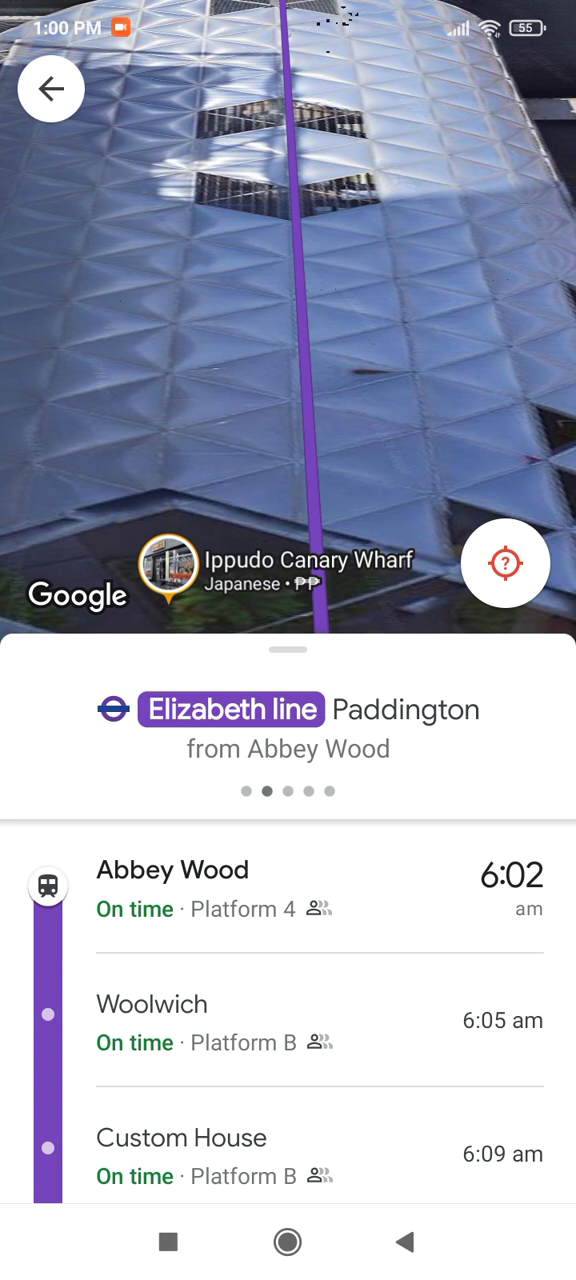 1:00 PM
55
Ippudo Canary Wharf
Japanese • ₱₱
Google
Elizabeth line Paddington
from Abbey Wood
Abbey Wood
6:02
On time · Platform 4
am
Woolwich
6:05 am
On time · Platform B
Custom House
6:09 am
On time · Platform B